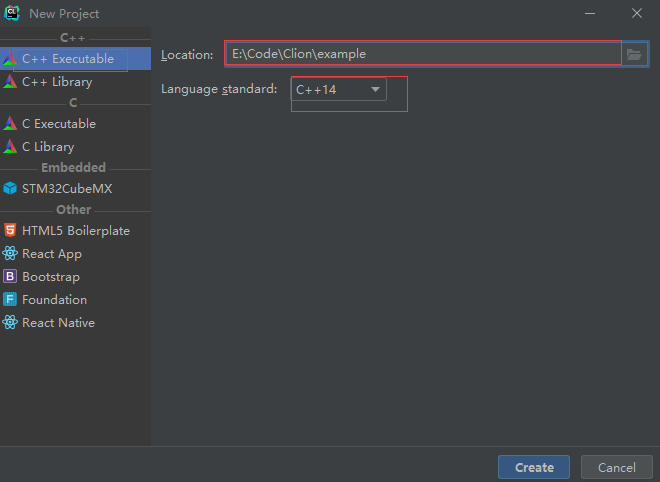 New Project
C++
C++ Executable
C++ Library
C
C Executable
C Library
Embedded
STM32CubeMX
Other
HTML5 Boilerplate
React App
Bootstrap
Foundation
React Native
Location: E:\Code\Clion\example
Language standard: C++14
Create Cancel